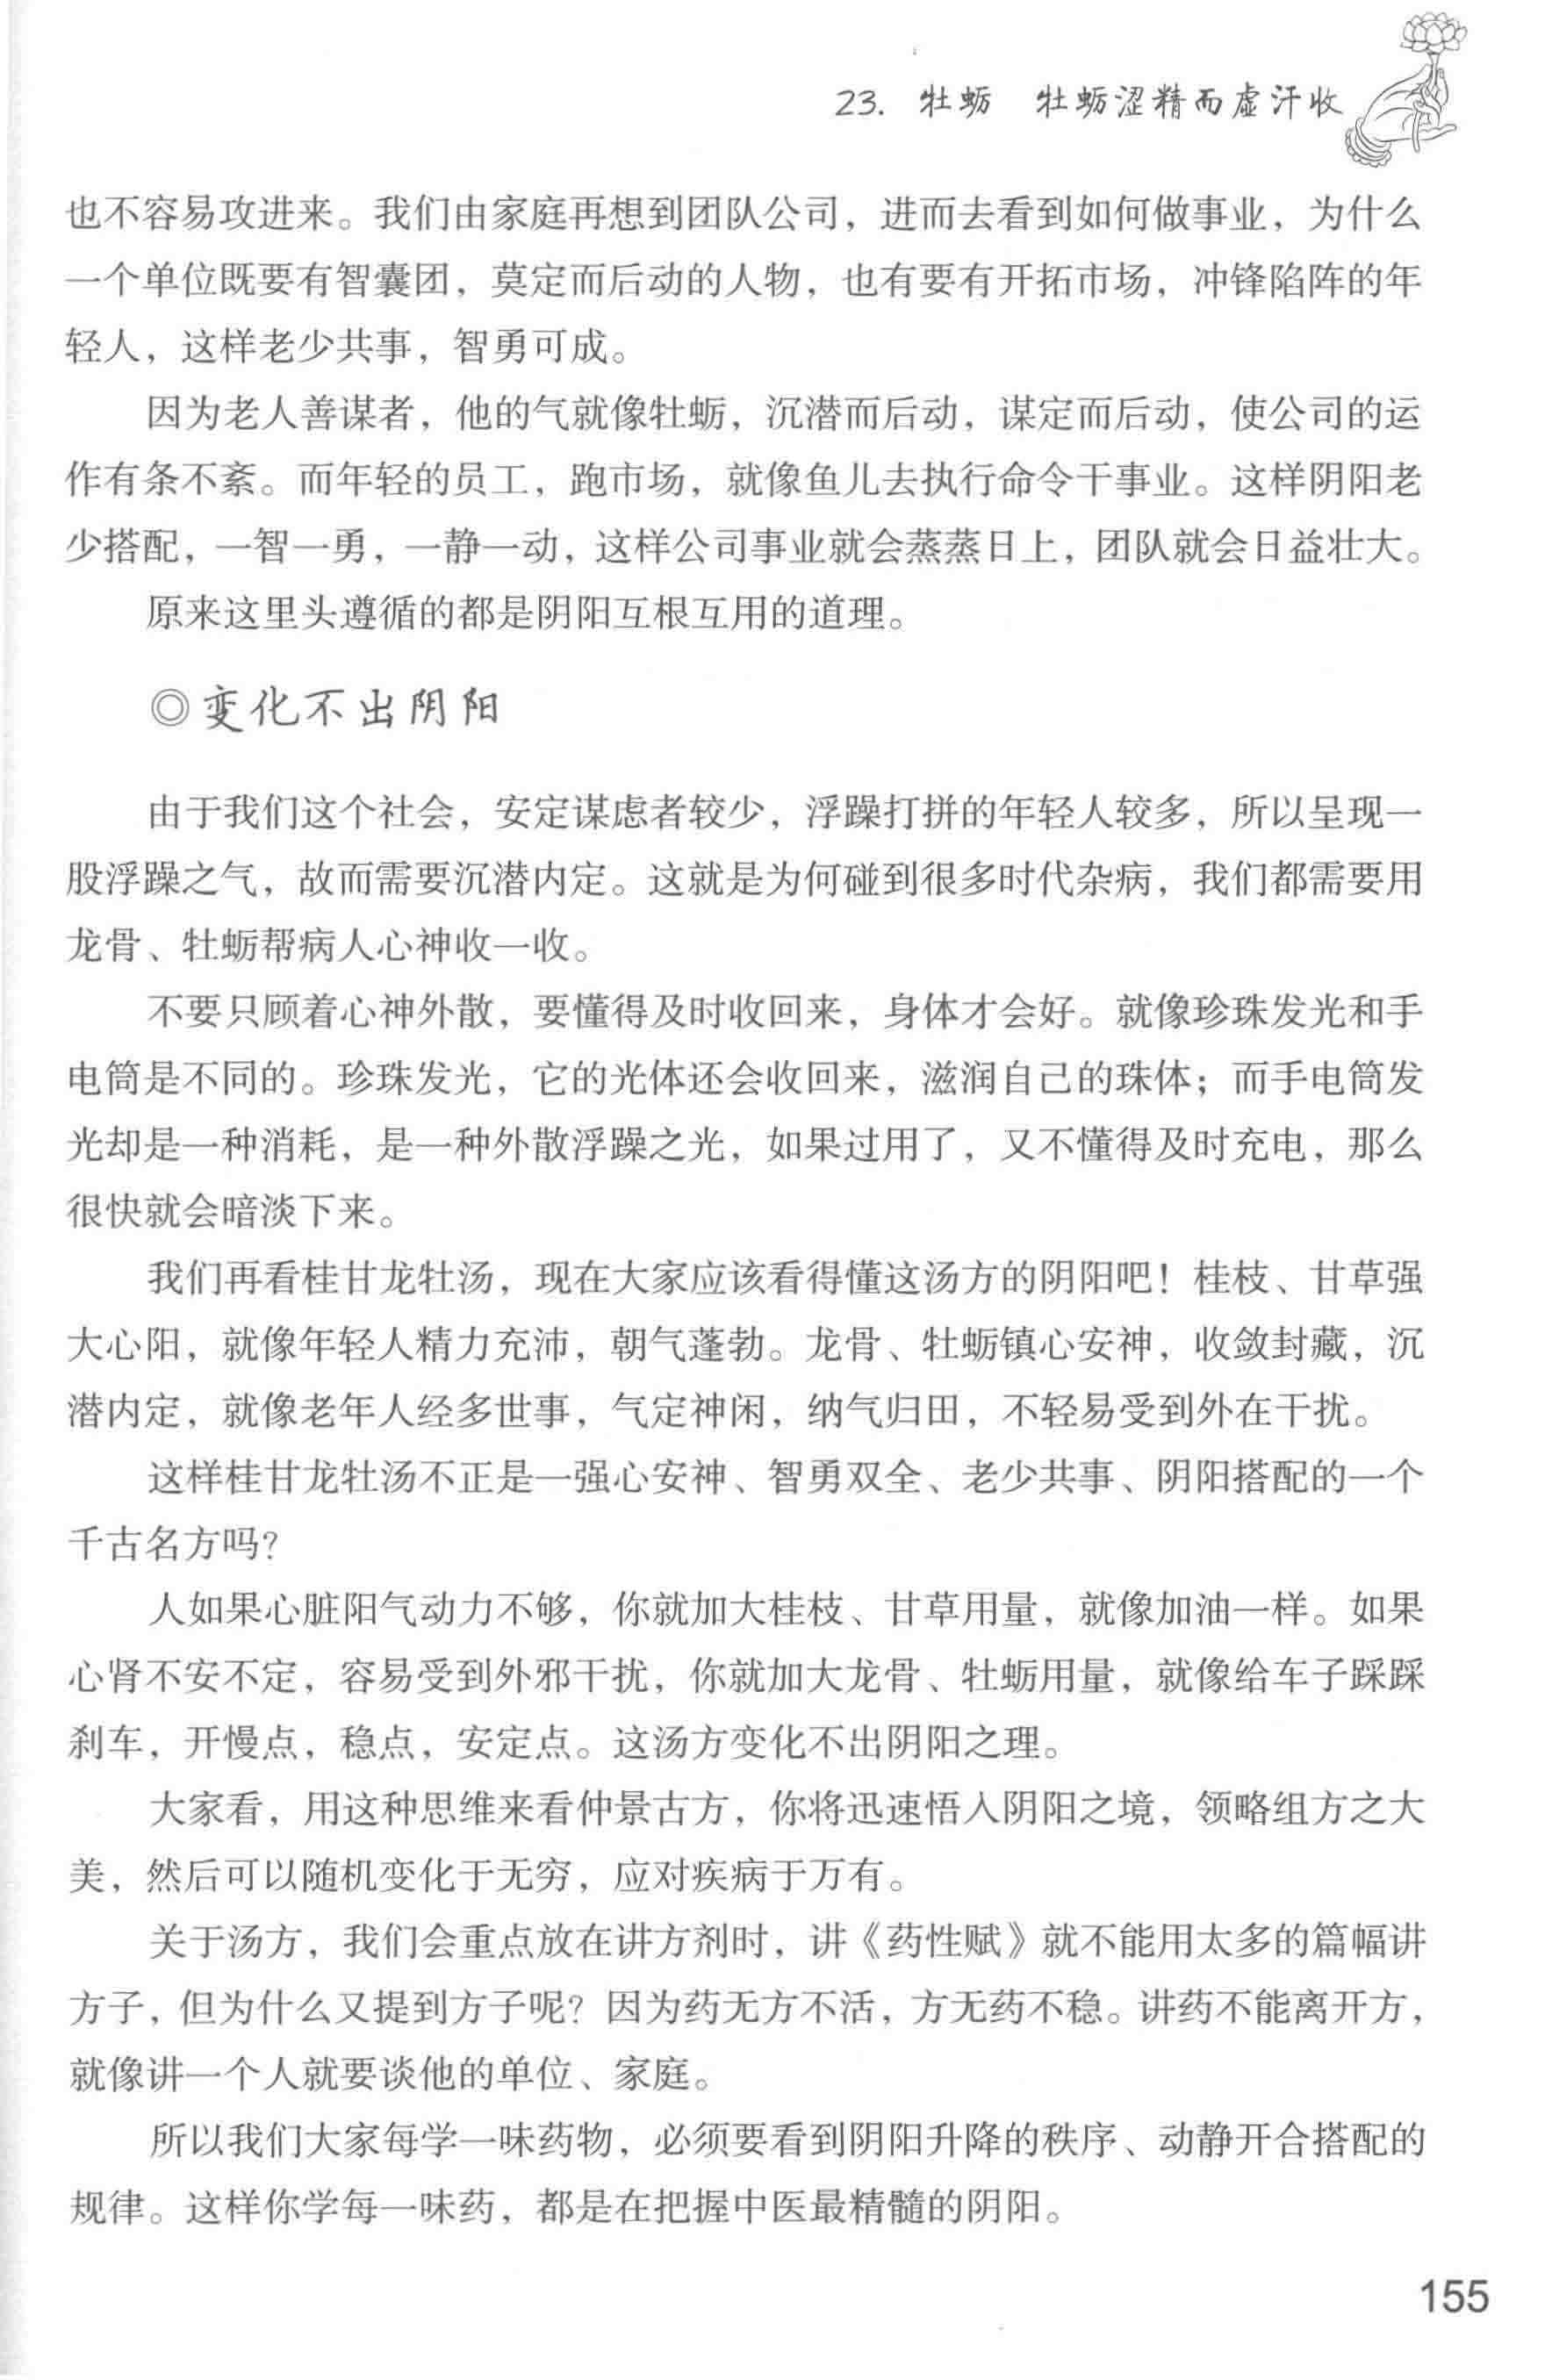 23. 牡蛎　牡蛎涩精而虚汗收
也不容易攻进来。我们由家庭再想到团队公司，进而去看到如何做事业，为什么
一个单位既要有智囊团，莫定而后动的人物，也有要有开拓市场，冲锋陷阵的年
轻人，这样老少共事，智勇可成。
因为老人善谋者，他的气就像牡蛎，沉潜而后动，谋定而后动，使公司的运
作有条不紊。而年轻的员工，跑市场，就像鱼儿去执行命令干事业。这样阴阳老
少搭配，一智一勇，一静一动，这样公司事业就会蒸蒸日上，团队就会日益壮大。
原来这里头遵循的都是阴阳互根互用的道理。
◎变化不出阴阳
由于我们这个社会，安定谋虑者较少，浮躁打拼的年轻人较多，所以呈现一
股浮躁之气，故而需要沉潜内定。这就是为何碰到很多时代杂病，我们都需要用
龙骨、牡蛎帮病人心神收一收。
不要只顾着心神外散，要懂得及时收回来，身体才会好。就像珍珠发光和手
电筒是不同的。珍珠发光，它的光体还会收回来，滋润自己的珠体；而手电筒发
光却是一种消耗，是一种外散浮躁之光，如果过用了，又不懂得及时充电，那么
很快就会暗淡下来。
我们再看桂甘龙牡汤，现在大家应该看得懂这汤方的阴阳吧！桂枝、甘草强
大心阳，就像年轻人精力充沛，朝气蓬勃。龙骨、牡蛎镇心安神，收敛封藏，沉
潜内定，就像老年人经多世事，气定神闲，纳气归田，不轻易受到外在干扰。
这样桂甘龙牡汤不正是一强心安神、智勇双全、老少共事、阴阳搭配的一个
千古名方吗？
人如果心脏阳气动力不够，你就加大桂枝、甘草用量，就像加油一样。如果
心肾不安不定，容易受到外邪干扰，你就加大龙骨、牡蛎用量，就像给车子踩踩
刹车，开慢点，稳点，安定点。这汤方变化不出阴阳之理。
大家看，用这种思维来看仲景古方，你将迅速悟入阴阳之境，领略组方之大
美，然后可以随机变化于无穷，应对疾病于万有。
关于汤方，我们会重点放在讲方剂时，讲《药性赋》就不能用太多的篇幅讲
方子，但为什么又提到方子呢？因为药无方不活，方无药不稳。讲药不能离开方，
就像讲一个人就要谈他的单位、家庭。
所以我们大家每学一味药物，必须要看到阴阳升降的秩序、动静开合搭配的
规律。这样你学每一味药，都是在把握中医最精髓的阴阳。
155